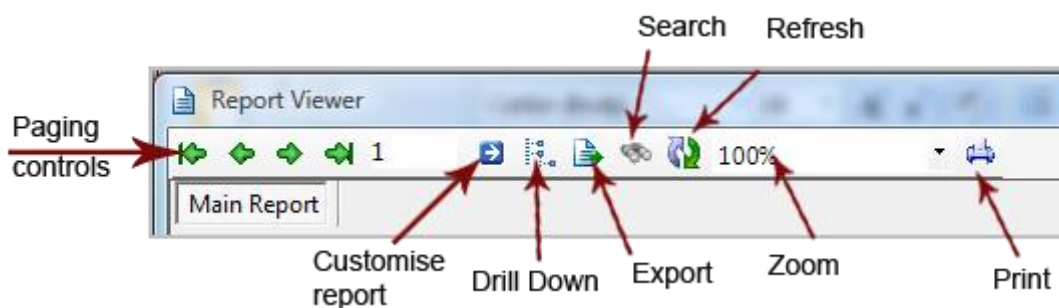 Search
Refresh
Report Viewer
Paging
controls
1
100%
Main Report
Customise
report
Drill Down
Export
Zoom
Print